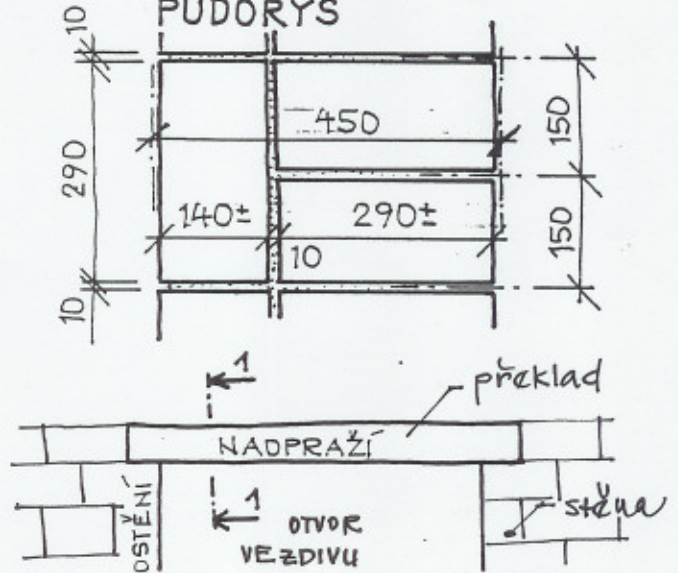 PŮDORYS
10
450
150
290
140±
290±
150
10
10
1
překlad
NADPRAŽÍ
OSTĚNÍ
1
OTVOR
VE ZDIVU
stěna